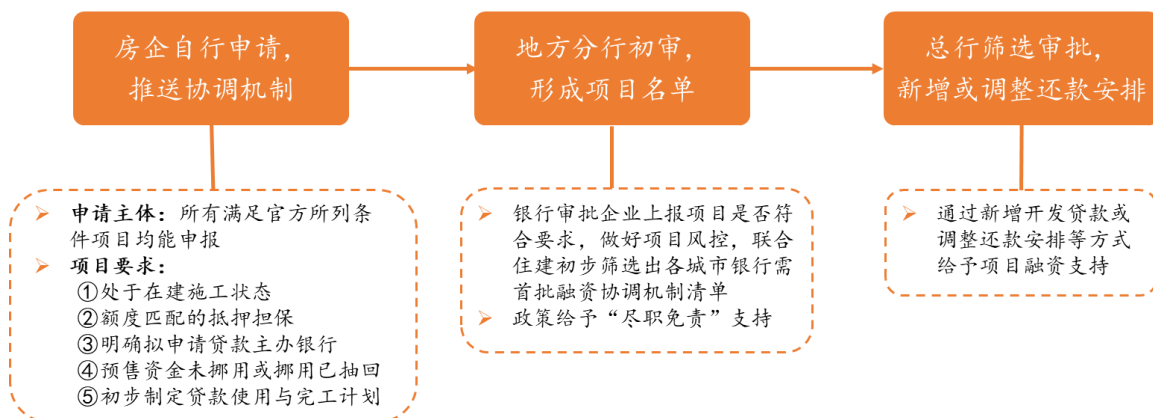 房企自行申请，
推送协调机制
地方分行初审，
形成项目名单
总行筛选审批，
新增或调整还款安排
➢ 申请主体：所有满足官方所列条
件项目均能申报
➢ 项目要求：
①处于在建施工状态
②额度匹配的抵押担保
③明确拟申请贷款主办银行
④预售资金未挪用或挪用已抽回
⑤初步制定贷款使用与完工计划
➢ 银行审批企业上报项目是否符
合要求，做好项目风控，联合
住建初步筛选出各城市银行需
首批融资协调机制清单
➢ 政策给予“尽职免责”支持
➢ 通过新增开发贷款或
调整还款安排等方式
给予项目融资支持